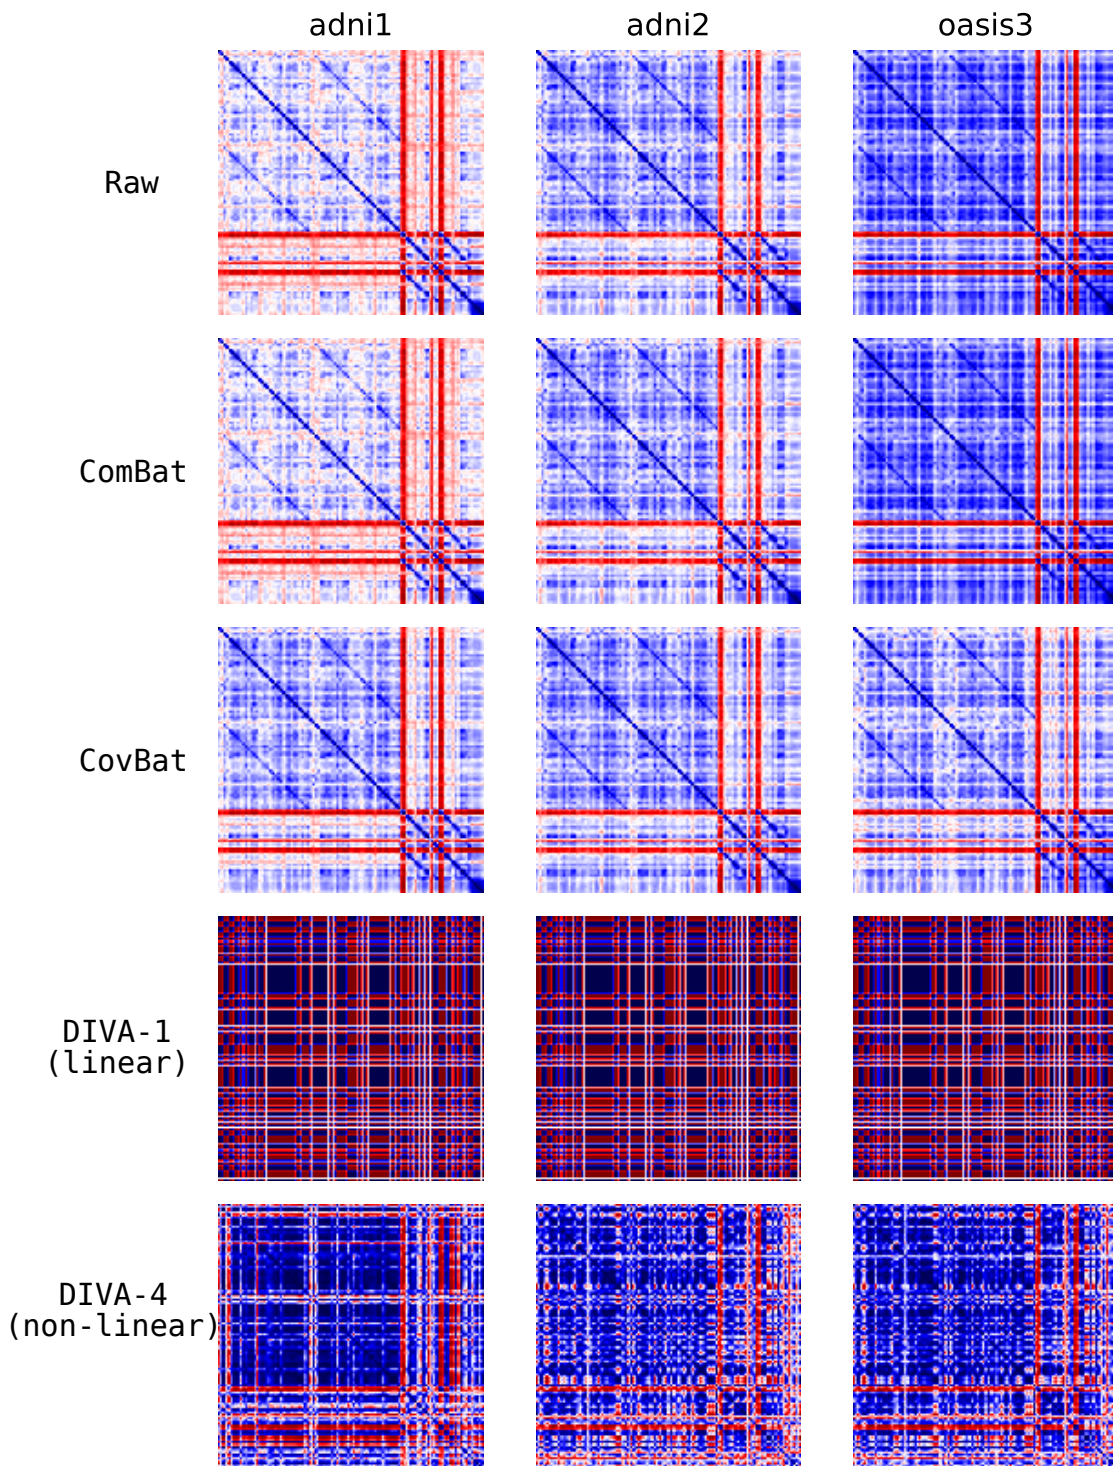 adni1 adni2 oasis3
Raw
ComBat
CovBat
DIVA-1
(linear)
DIVA-4
(non-linear)